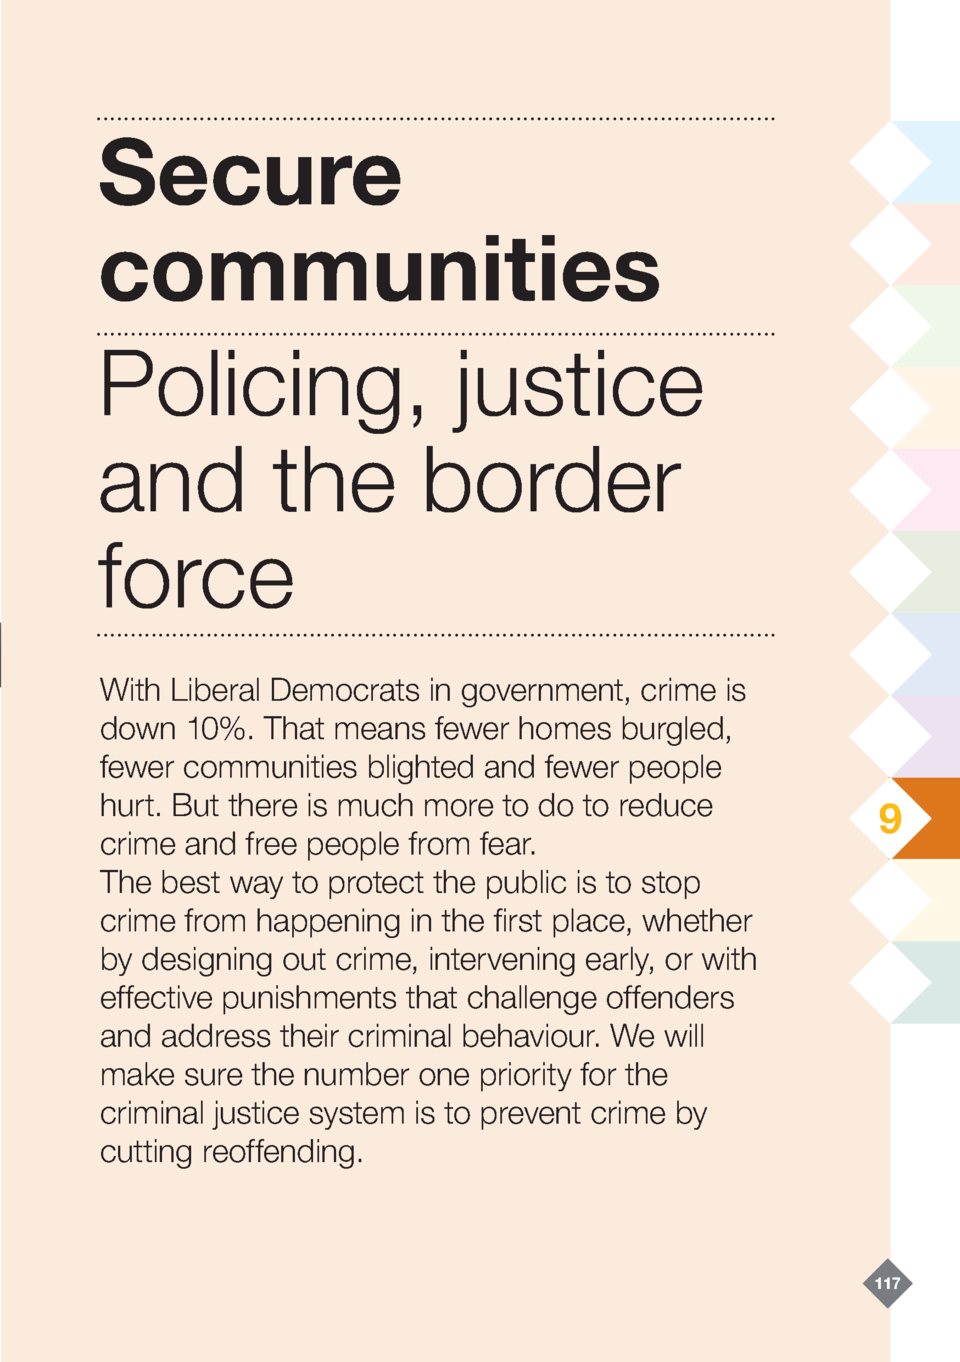 Secure
communities
Policing, justice
and the border
force
With Liberal Democrats in government, crime is
down 10%. That means fewer homes burgled,
fewer communities blighted and fewer people
hurt. But there is much more to do to reduce
crime and free people from fear.
The best way to protect the public is to stop
crime from happening in the first place, whether
by designing out crime, intervening early, or with
effective punishments that challenge offenders
and address their criminal behaviour. We will
make sure the number one priority for the
criminal justice system is to prevent crime by
cutting reoffending.
9
117